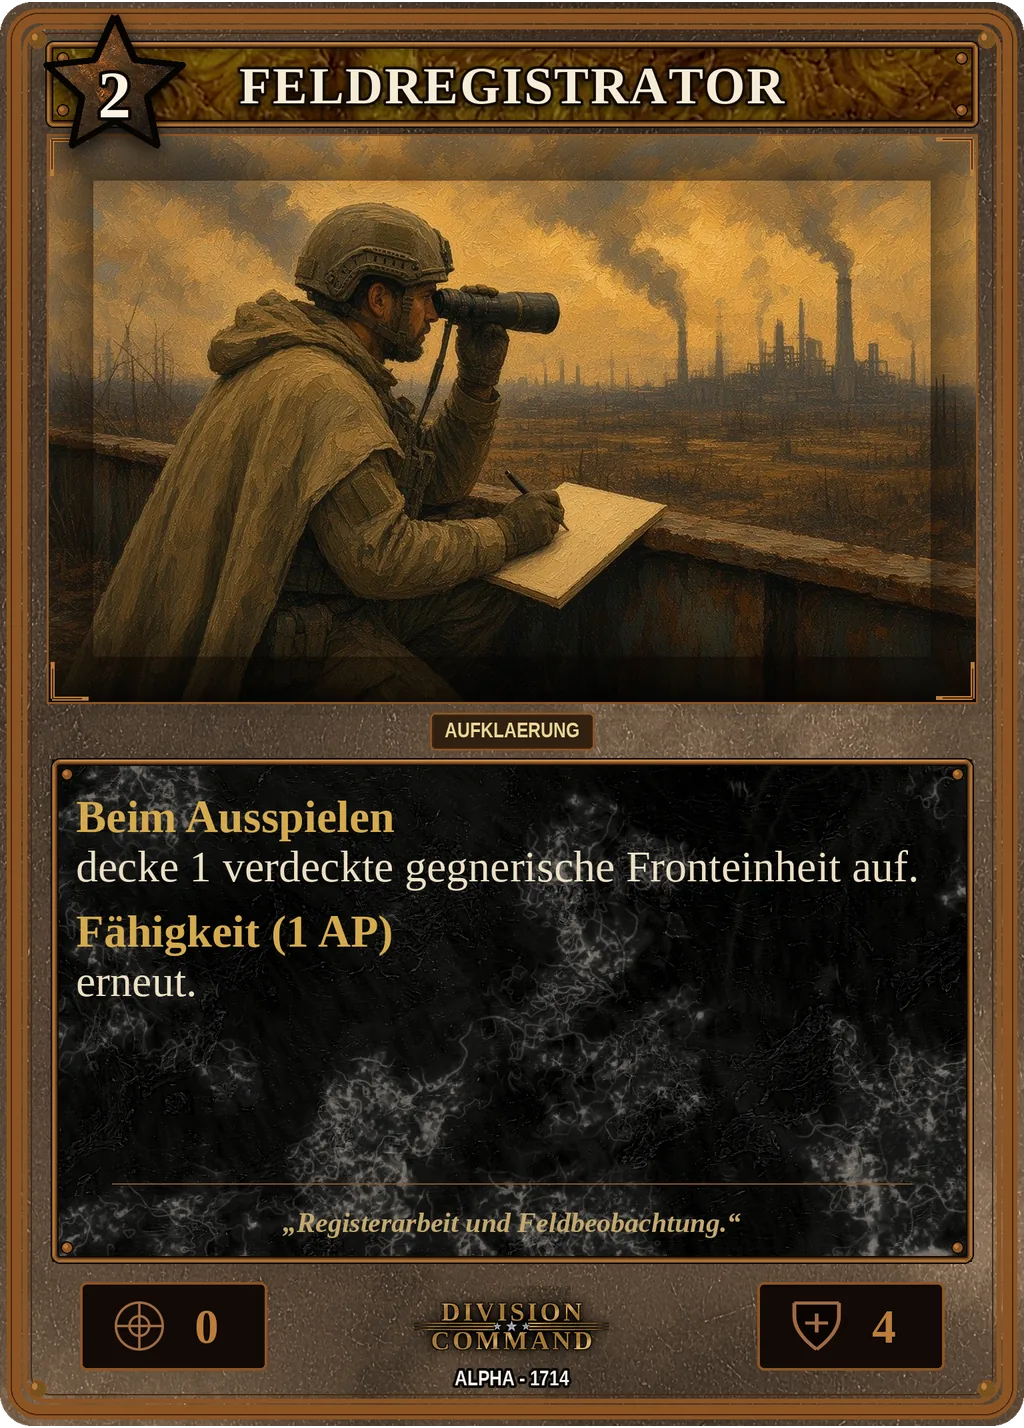 2
FELDREGISTRATOR
AUFKLAERUNG
Beim Ausspielen
decke 1 verdeckte gegnerische Fronteinheit auf.
Fähigkeit (1 AP)
erneut.
„Registerarbeit und Feldbeobachtung.“
0
DIVISION
COMMAND
4
ALPHA - 1714